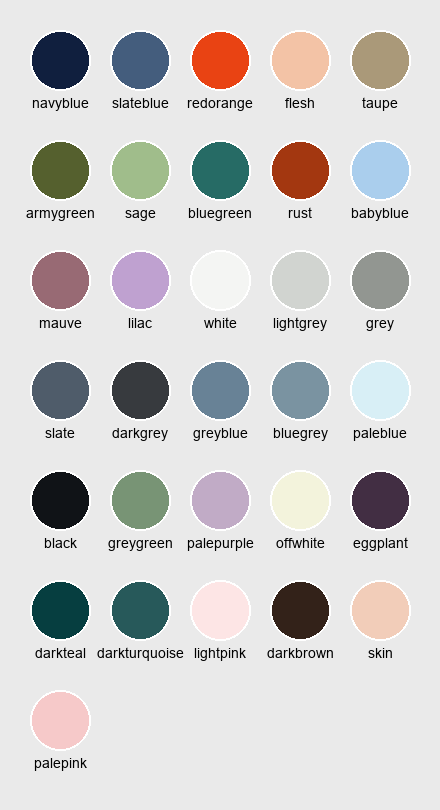 navyblue slateblue redorange flesh taupe
armygreen sage bluegreen rust babyblue
mauve lilac white lightgrey grey
slate darkgrey greyblue bluegrey paleblue
black greygreen palepurple offwhite eggplant
darkteal darkturquoise lightpink darkbrown skin
palepink